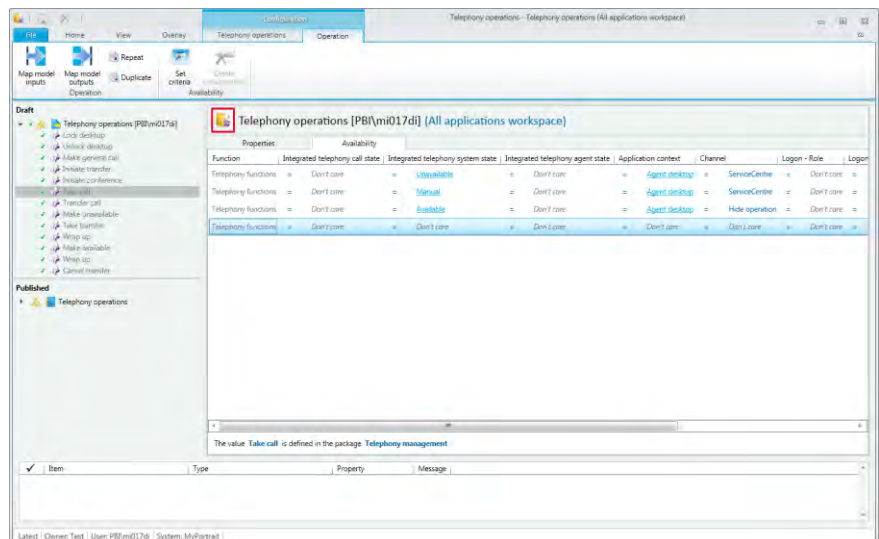 Configuration
Telephony operations - Telephony operations (All applications workspace)
File Home View Overlay Telephony operations Operation
Map model inputs
Map model outputs
Repeat
Duplicate
Set criteria
Operation
Availability
Draft
Telephony operations [PBI\mi017di]
Lock desktop
Unlock desktop
Make general call
Initiate transfer
Initiate conference
Take call
Transfer call
Make unavailable
Take transfer
Wrap up
Make available
Wrap up
Cancel transfer
Published
Telephony operations
Telephony operations [PBI\mi017di] (All applications workspace)
Properties Availability
Function Integrated telephony call state Integrated telephony system state Integrated telephony agent state Application context Channel Logon - Role Logon
Telephony functions = Don't care = Unavailable = Don't care = Agent desktop = ServiceCentre = Don't care =
Telephony functions = Don't care = Manual = Don't care = Agent desktop = ServiceCentre = Don't care =
Telephony functions = Don't care = Available = Don't care = Agent desktop = Hide operation = Don't care =
Telephony functions = Don't care = Don't care = Don't care = Don't care = Don't care = Don't care =
The value Take call is defined in the package Telephony management
Item Type Property Message
Latest Owner: Test User: PBI\mi017di System: MyPortrait